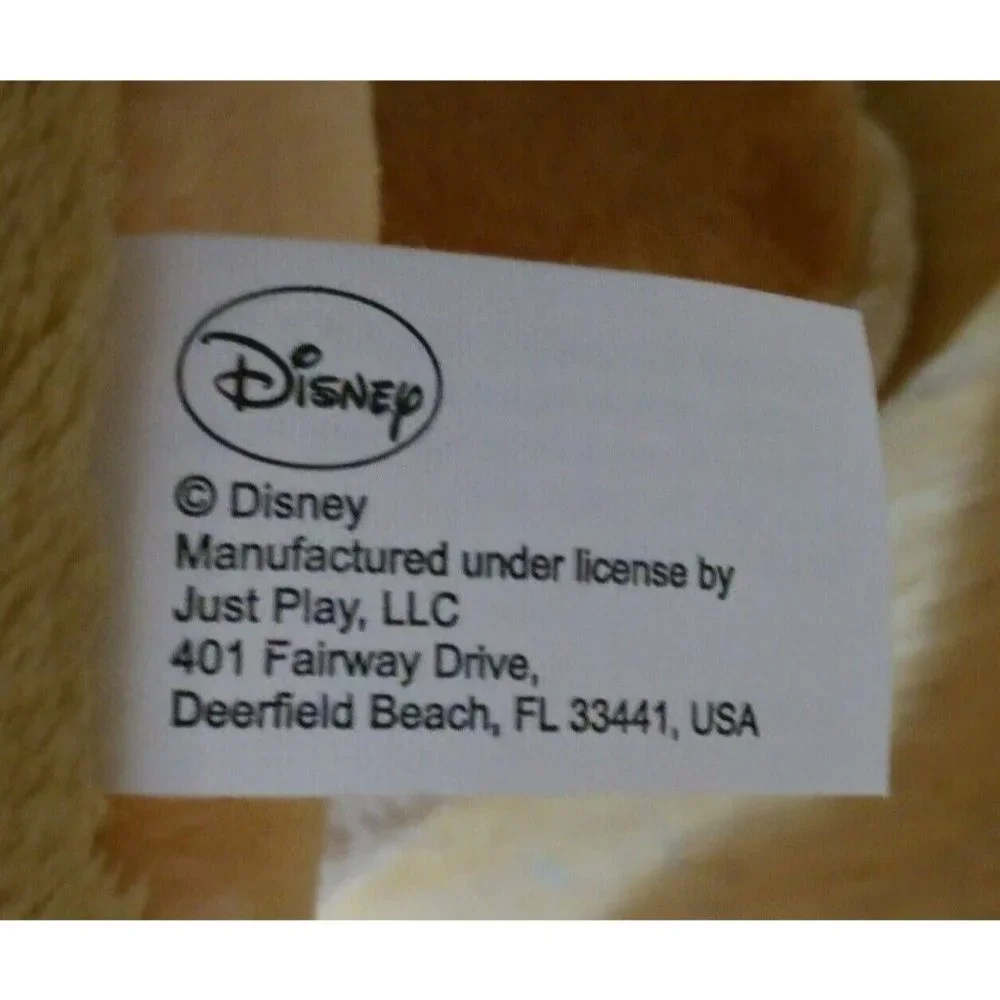 Disney
© Disney
Manufactured under license by
Just Play, LLC
401 Fairway Drive,
Deerfield Beach, FL 33441, USA